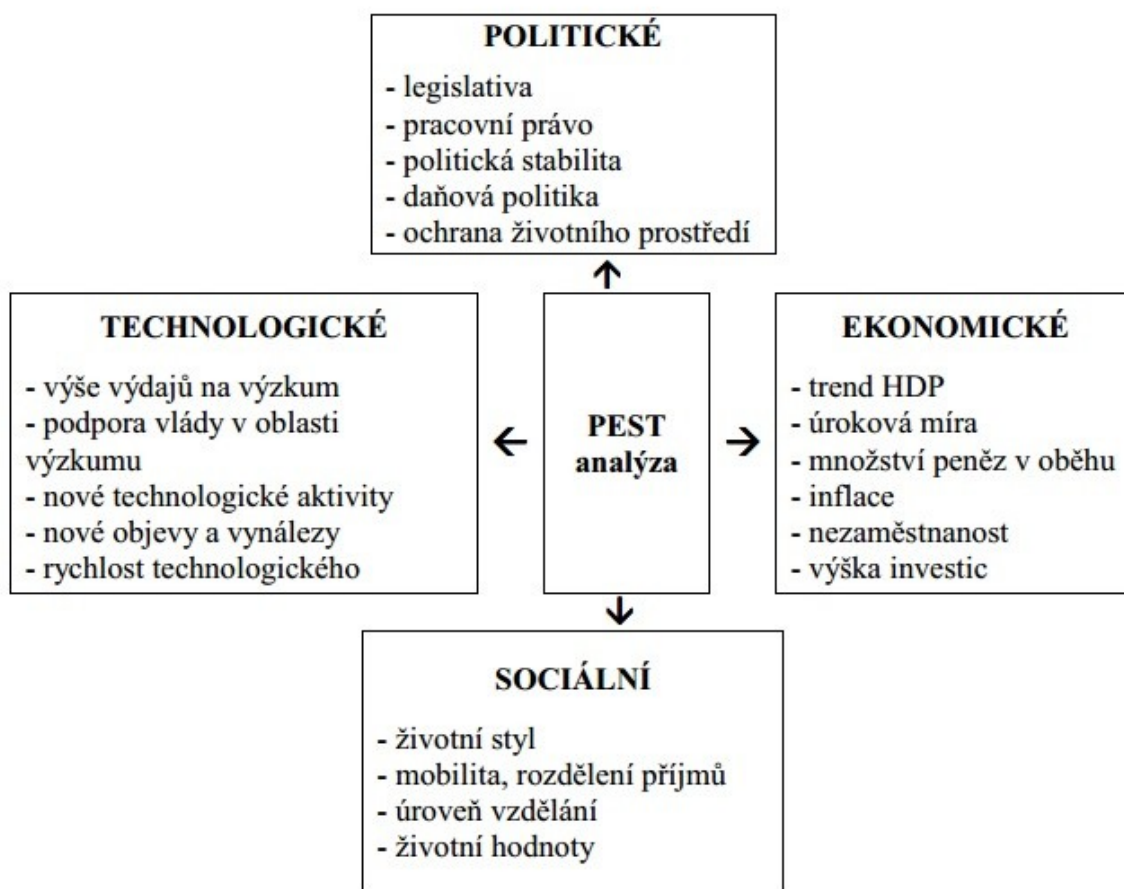 POLITICKÉ
- legislativa
- pracovní právo
- politická stabilita
- daňová politika
- ochrana životního prostředí
TECHNOLOGICKÉ
- výše výdajů na výzkum
- podpora vlády v oblasti
výzkumu
- nové technologické aktivity
- nové objevy a vynálezy
- rychlost technologického
PEST
analýza
EKONOMICKÉ
- trend HDP
- úroková míra
- množství peněz v oběhu
- inflace
- nezaměstnanost
- výška investic
SOCIÁLNÍ
- životní styl
- mobilita, rozdělení příjmů
- úroveň vzdělání
- životní hodnoty